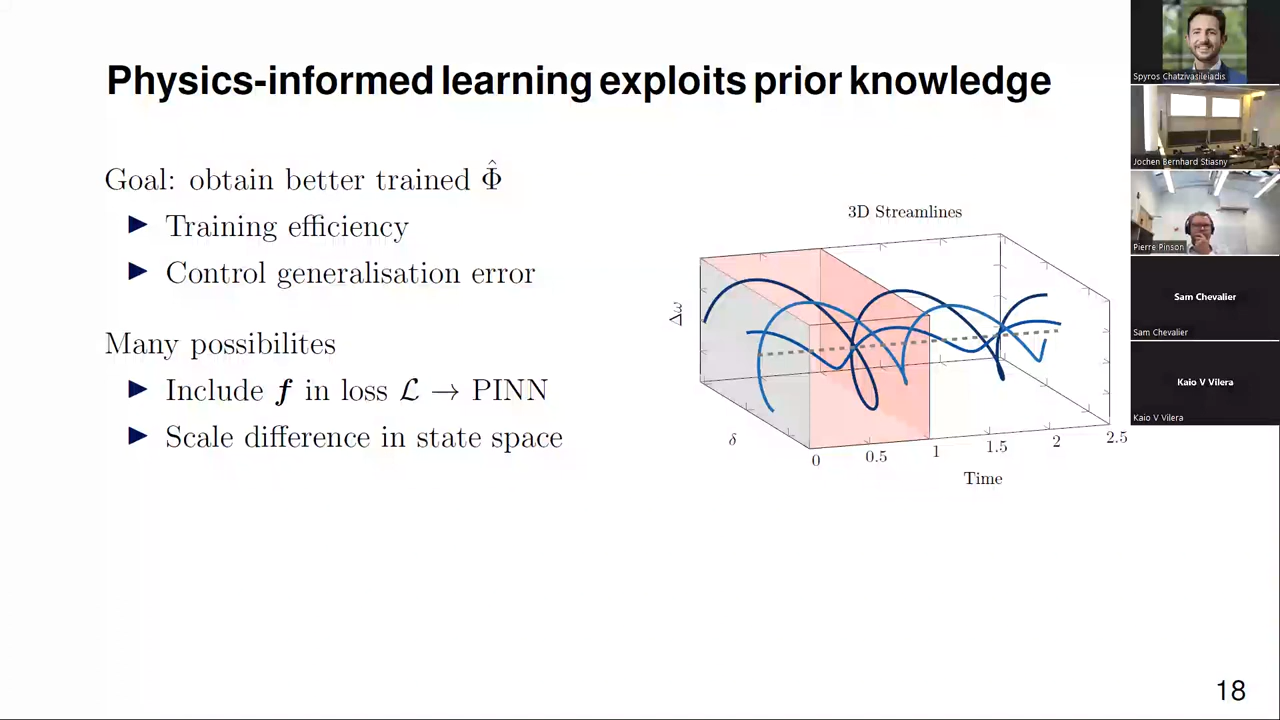 Physics-informed learning exploits prior knowledge
Goal: obtain better trained Φ̂
▶ Training efficiency
▶ Control generalisation error
Many possibilites
▶ Include f in loss ℒ → PINN
▶ Scale difference in state space
3D Streamlines
Δω
δ
0
0.5
1
1.5
2
2.5
Time
18
Spyros Chatzivasileiadis
Jochen Bernhard Stiasny
Pierre Pinson
Sam Chevalier
Sam Chevalier
Kaio V Vilera
Kaio V Vilera